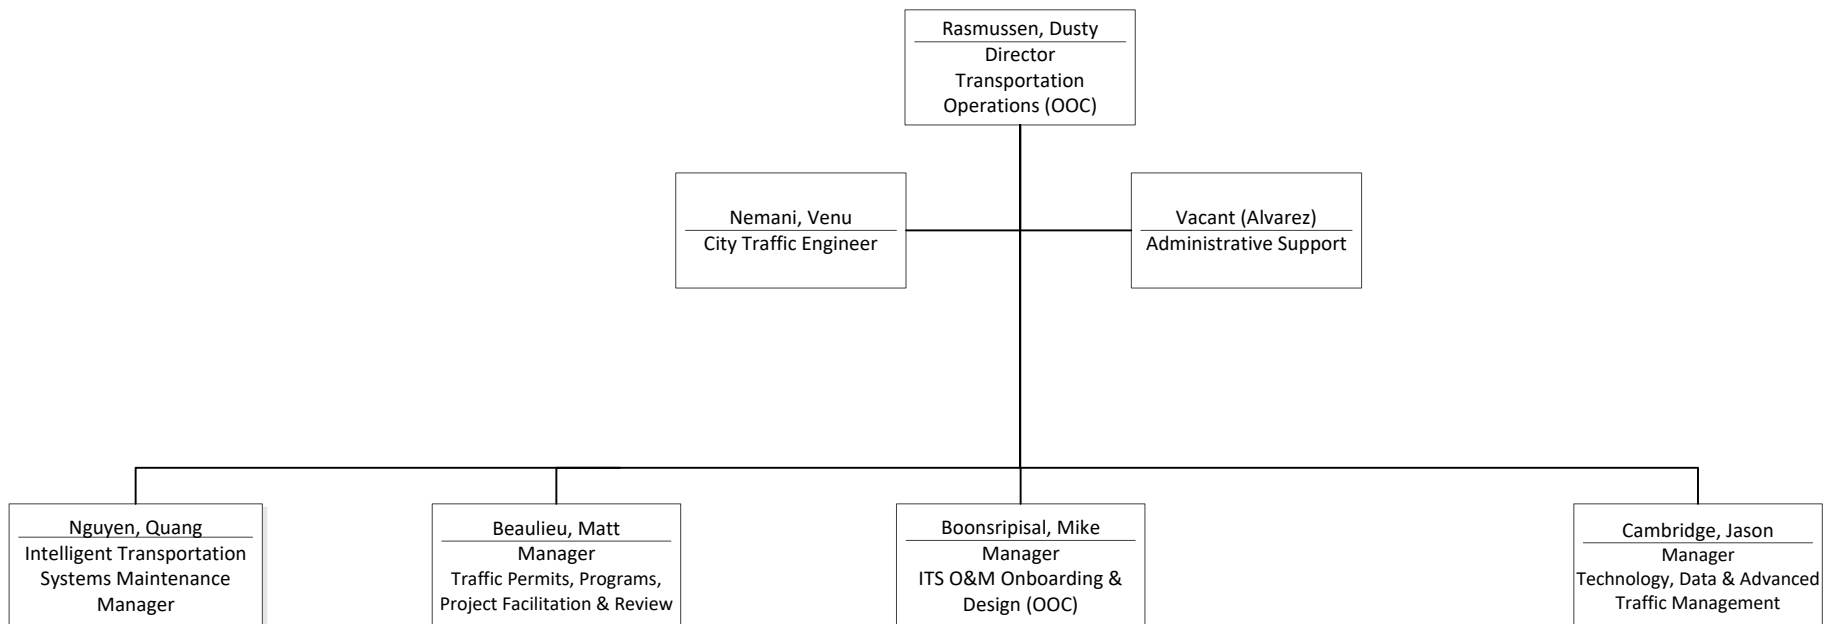 Rasmussen, Dusty
Director
Transportation
Operations (OOC)
Nemani, Venu
City Traffic Engineer
Vacant (Alvarez)
Administrative Support
Nguyen, Quang
Intelligent Transportation
Systems Maintenance
Manager
Beaulieu, Matt
Manager
Traffic Permits, Programs,
Project Facilitation & Review
Boonsripisal, Mike
Manager
ITS O&M Onboarding &
Design (OOC)
Cambridge, Jason
Manager
Technology, Data & Advanced
Traffic Management